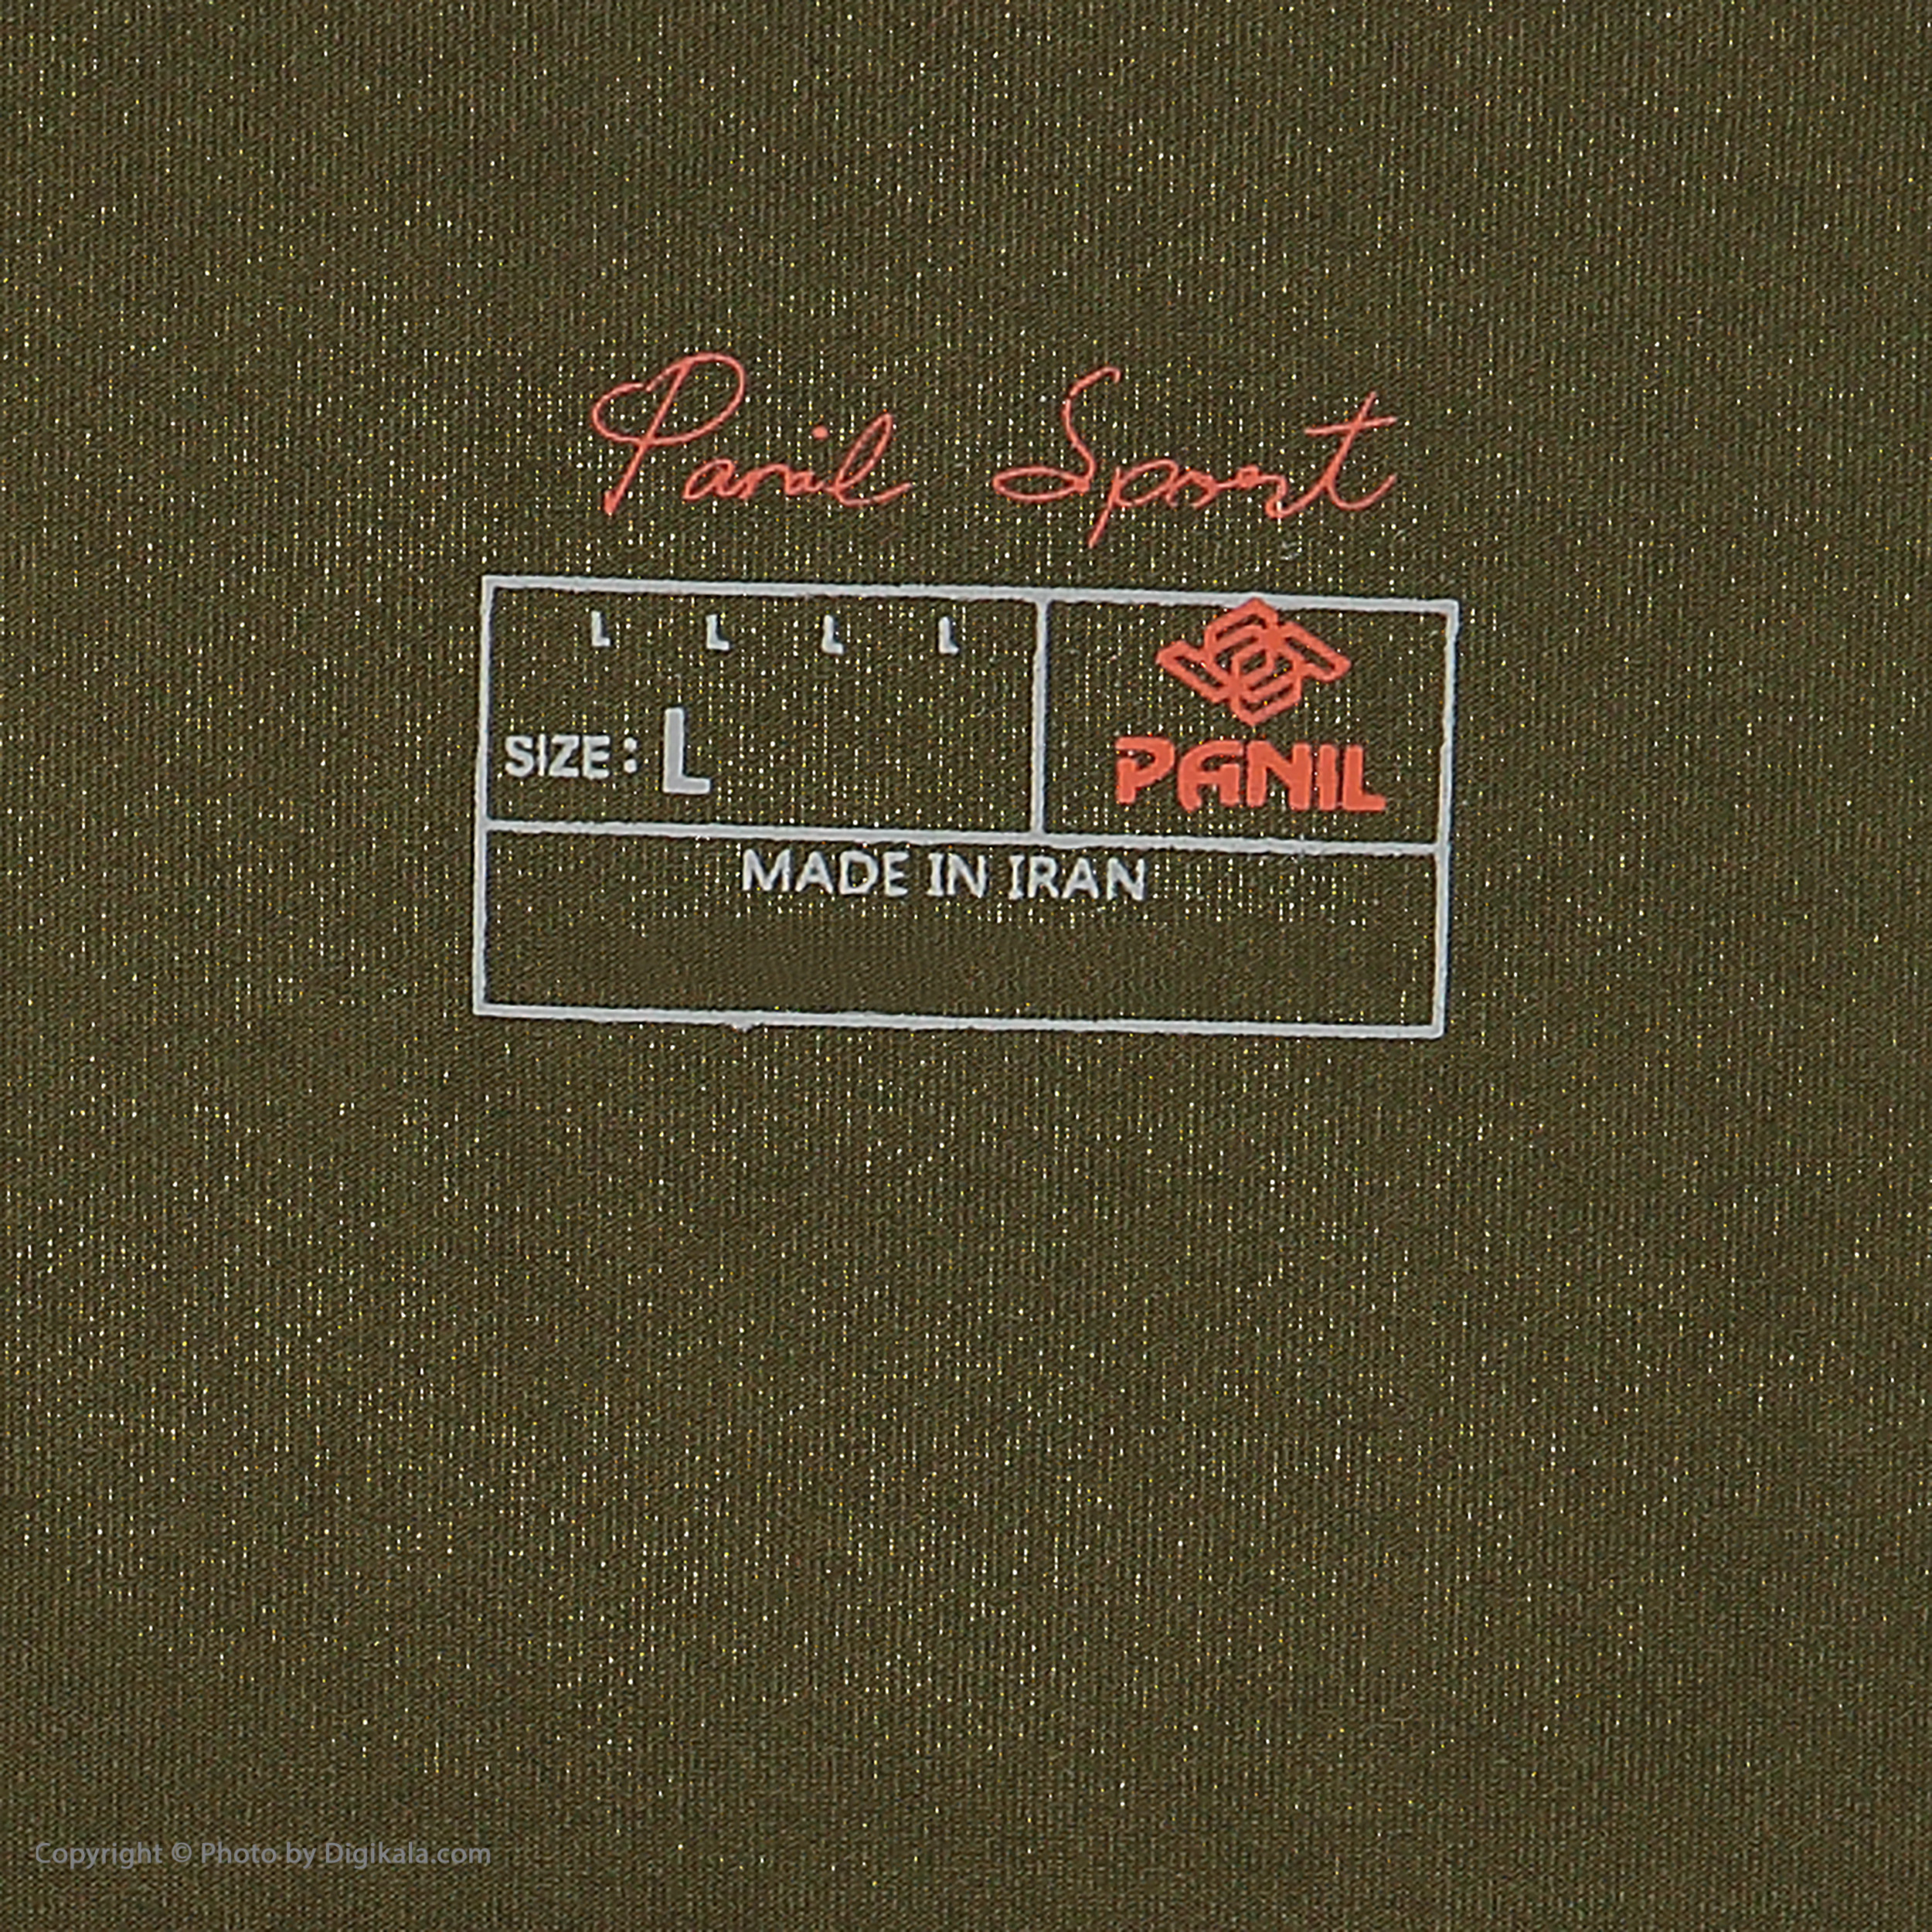 Panil Sport
L L L L
SIZE : L
PANIL
MADE IN IRAN
Copyright © Photo by Digikala.com